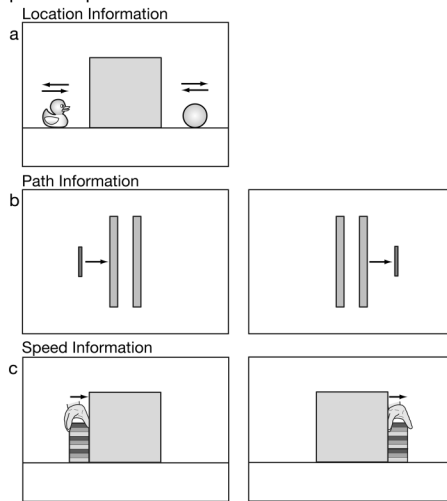 Location Information
a
Path Information
b
Speed Information
c